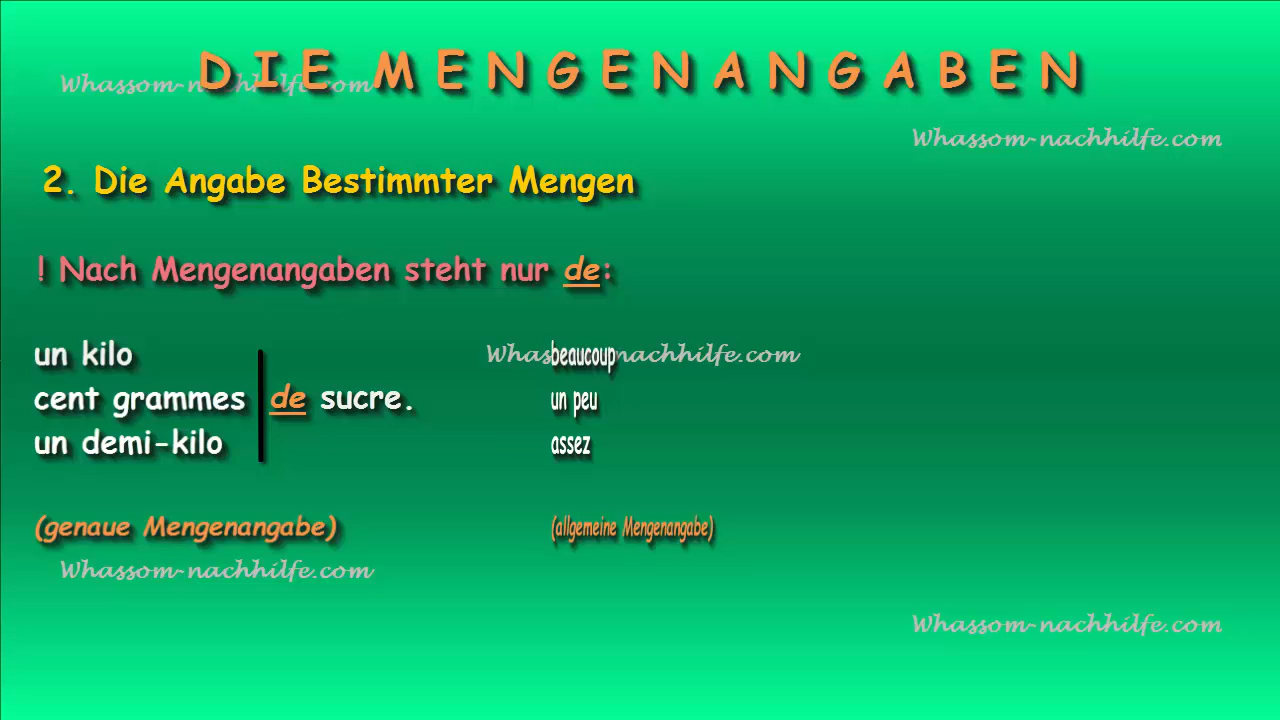 DIE MENGENANGABEN
Whassom-nachhilfe.com
Whassom-nachhilfe.com
2. Die Angabe Bestimmter Mengen
! Nach Mengenangaben steht nur de:
un kilo
cent grammes
un demi-kilo
de sucre.
Whassom-nachhilfe.com
beaucoup
un peu
assez
(genaue Mengenangabe)
(allgemeine Mengenangabe)
Whassom-nachhilfe.com
Whassom-nachhilfe.com